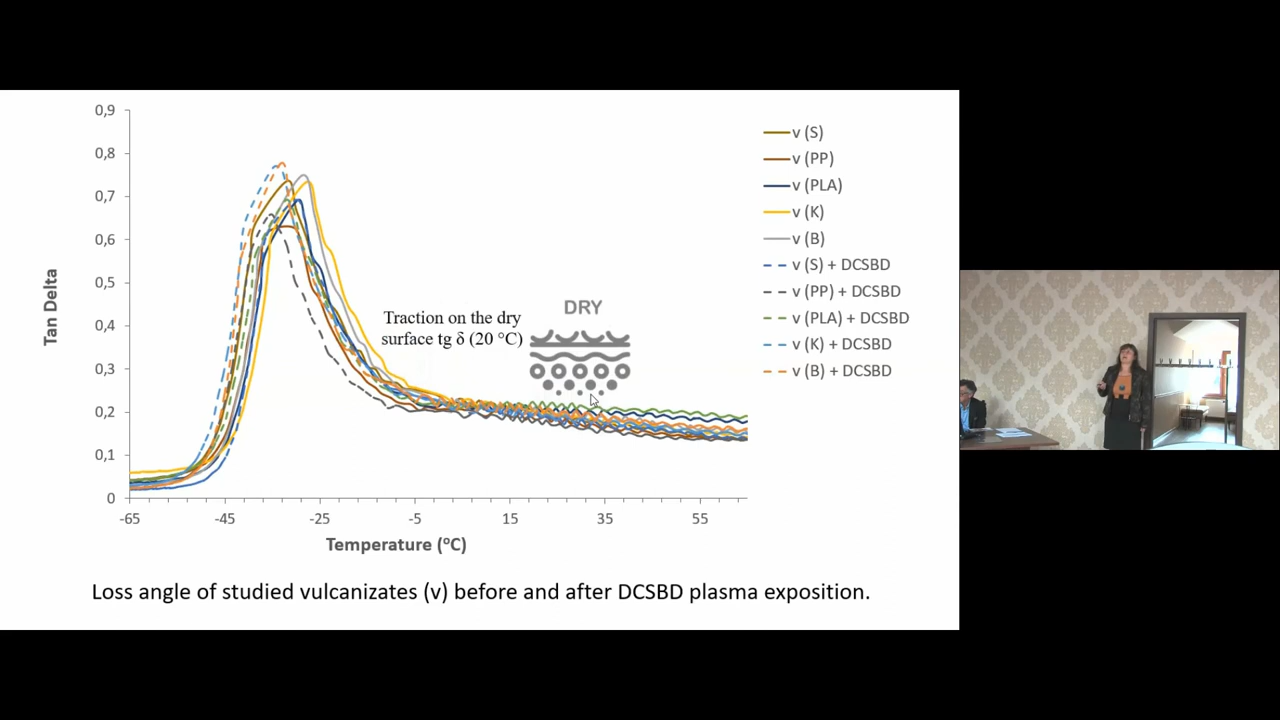 0,9
0,8
0,7
0,6
0,5
0,4
0,3
0,2
0,1
0
Tan Delta
-65
-45
-25
-5
15
35
55
Temperature (°C)
Traction on the dry
surface tg δ (20 °C)
DRY
v (S)
v (PP)
v (PLA)
v (K)
v (B)
v (S) + DCSBD
v (PP) + DCSBD
v (PLA) + DCSBD
v (K) + DCSBD
v (B) + DCSBD
Loss angle of studied vulcanizates (v) before and after DCSBD plasma exposition.